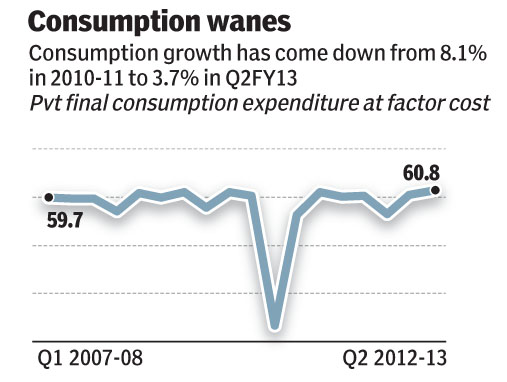 Consumption wanes
Consumption growth has come down from 8.1%
in 2010-11 to 3.7% in Q2FY13
Pvt final consumption expenditure at factor cost
60.8
59.7
Q1 2007-08
Q2 2012-13